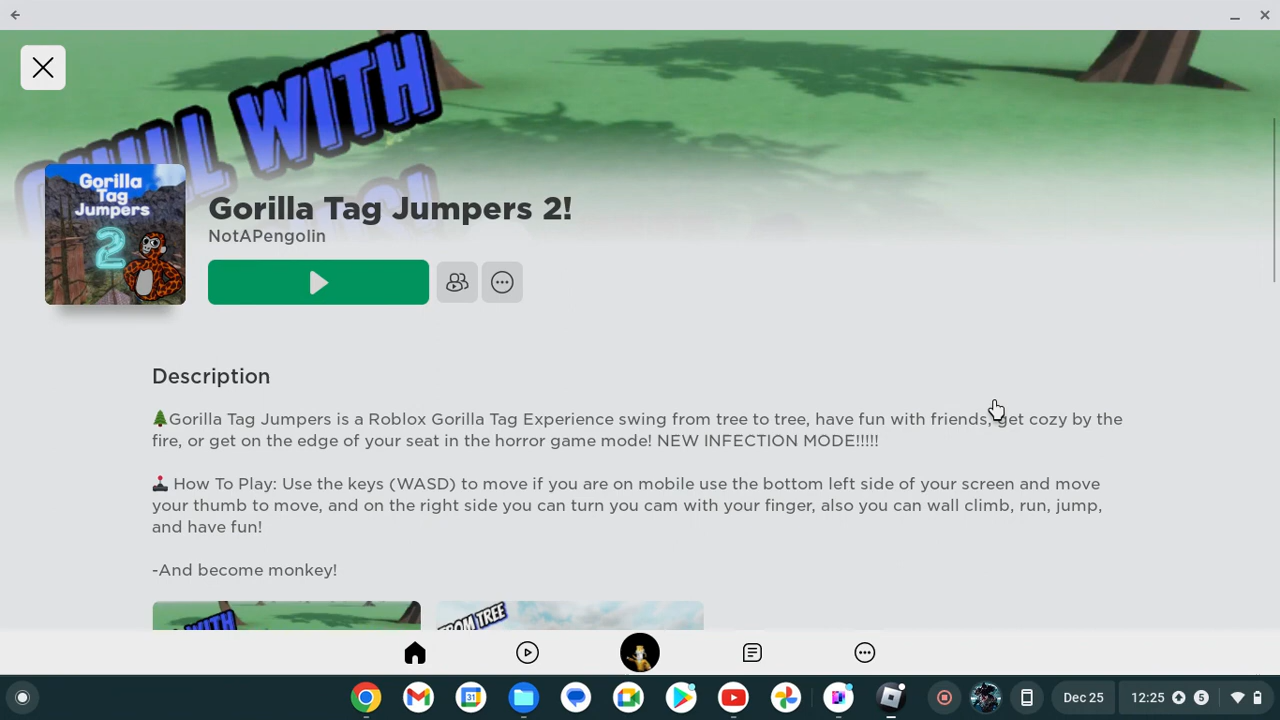 WITH
Gorilla
Tag
Jumpers
2
Gorilla Tag Jumpers 2!
NotAPengolin
Description
🌲Gorilla Tag Jumpers is a Roblox Gorilla Tag Experience swing from tree to tree, have fun with friends, get cozy by the
fire, or get on the edge of your seat in the horror game mode! NEW INFECTION MODE!!!!!
🕹️ How To Play: Use the keys (WASD) to move if you are on mobile use the bottom left side of your screen and move
your thumb to move, and on the right side you can turn you cam with your finger, also you can wall climb, run, jump,
and have fun!
-And become monkey!
FROM TREE
31
Dec 25
12:25
5